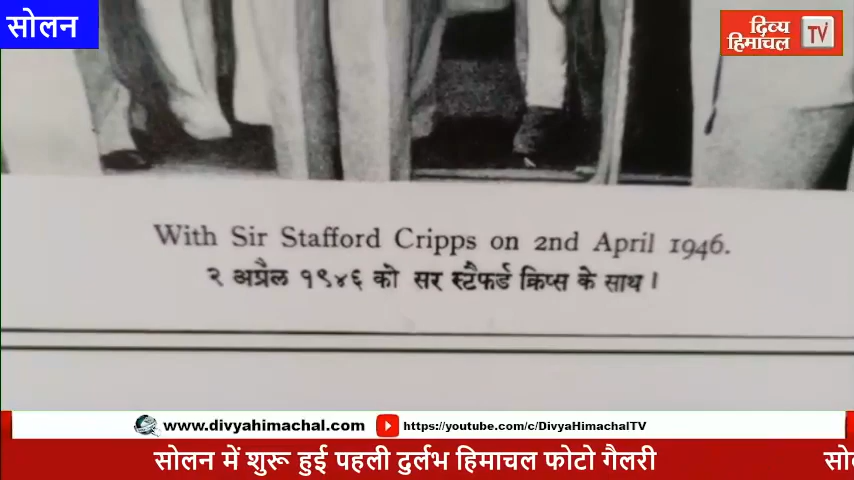 सोलन
दिव्य
हिमाचल
TV
With Sir Stafford Cripps on 2nd April 1946.
२ अप्रैल १९४६ को सर स्टैफर्ड क्रिप्स के साथ।
www.divyahimachal.com
https://youtube.com/c/DivyaHimachalTV
सोलन में शुरू हुई पहली दुर्लभ हिमाचल फोटो गैलरी